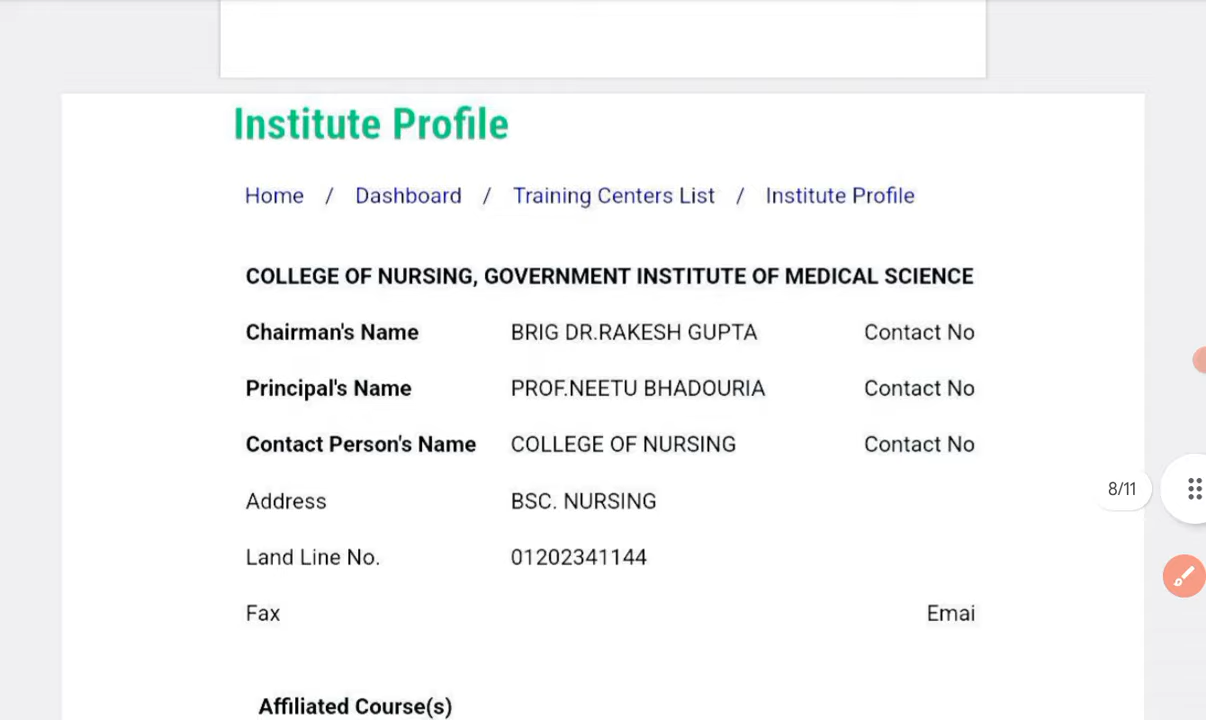 Institute Profile
Home / Dashboard / Training Centers List / Institute Profile
COLLEGE OF NURSING, GOVERNMENT INSTITUTE OF MEDICAL SCIENCE
Chairman's Name BRIG DR.RAKESH GUPTA Contact No
Principal's Name PROF.NEETU BHADOURIA Contact No
Contact Person's Name COLLEGE OF NURSING Contact No
8/11
Address BSC. NURSING
Land Line No. 01202341144
Fax Emai
Affiliated Course(s)